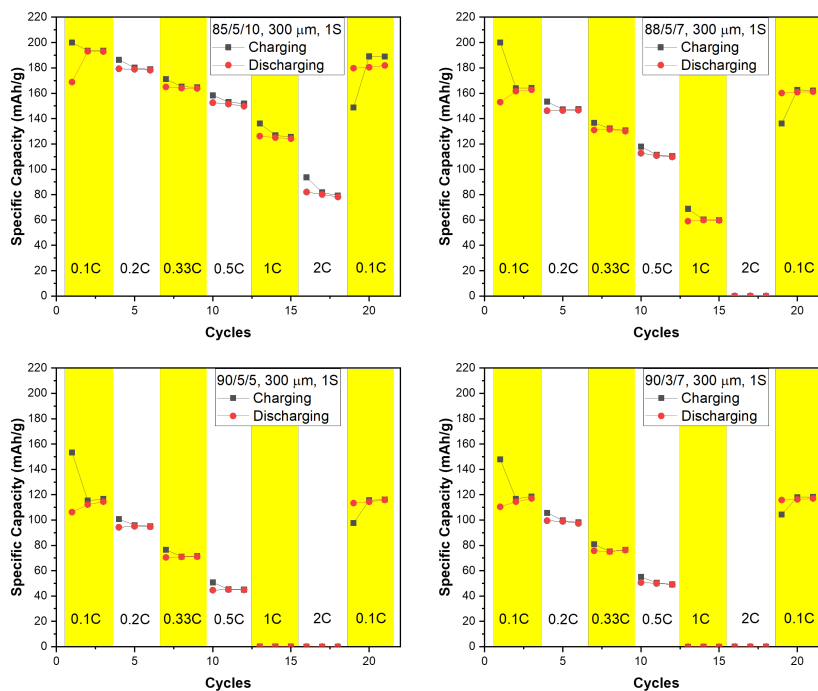 85/5/10, 300 μm, 1S
Charging
Discharging
Specific Capacity (mAh/g)
220
200
180
160
140
120
100
80
60
40
20
0
0.1C 0.2C 0.33C 0.5C 1C 2C 0.1C
0 5 10 15 20
Cycles
88/5/7, 300 μm, 1S
Charging
Discharging
Specific Capacity (mAh/g)
220
200
180
160
140
120
100
80
60
40
20
0
0.1C 0.2C 0.33C 0.5C 1C 2C 0.1C
0 5 10 15 20
Cycles
90/5/5, 300 μm, 1S
Charging
Discharging
Specific Capacity (mAh/g)
220
200
180
160
140
120
100
80
60
40
20
0
0.1C 0.2C 0.33C 0.5C 1C 2C 0.1C
0 5 10 15 20
Cycles
90/3/7, 300 μm, 1S
Charging
Discharging
Specific Capacity (mAh/g)
220
200
180
160
140
120
100
80
60
40
20
0
0.1C 0.2C 0.33C 0.5C 1C 2C 0.1C
0 5 10 15 20
Cycles